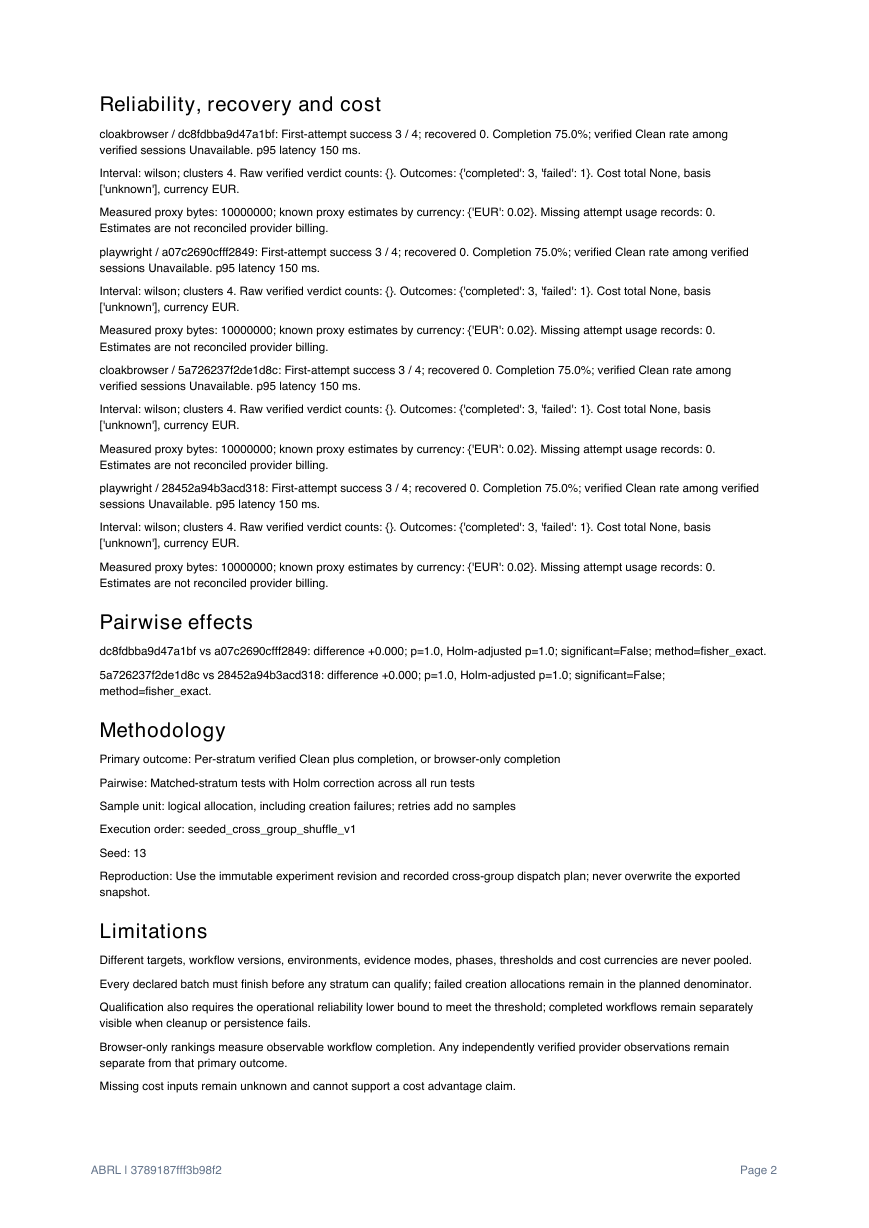 Reliability, recovery and cost
cloakbrowser / dc8fdbba9d47a1bf: First-attempt success 3 / 4; recovered 0. Completion 75.0%; verified Clean rate among
verified sessions Unavailable. p95 latency 150 ms.
Interval: wilson; clusters 4. Raw verified verdict counts: {}. Outcomes: {'completed': 3, 'failed': 1}. Cost total None, basis
['unknown'], currency EUR.
Measured proxy bytes: 10000000; known proxy estimates by currency: {'EUR': 0.02}. Missing attempt usage records: 0.
Estimates are not reconciled provider billing.
playwright / a07c2690cfff2849: First-attempt success 3 / 4; recovered 0. Completion 75.0%; verified Clean rate among verified
sessions Unavailable. p95 latency 150 ms.
Interval: wilson; clusters 4. Raw verified verdict counts: {}. Outcomes: {'completed': 3, 'failed': 1}. Cost total None, basis
['unknown'], currency EUR.
Measured proxy bytes: 10000000; known proxy estimates by currency: {'EUR': 0.02}. Missing attempt usage records: 0.
Estimates are not reconciled provider billing.
cloakbrowser / 5a726237f2de1d8c: First-attempt success 3 / 4; recovered 0. Completion 75.0%; verified Clean rate among
verified sessions Unavailable. p95 latency 150 ms.
Interval: wilson; clusters 4. Raw verified verdict counts: {}. Outcomes: {'completed': 3, 'failed': 1}. Cost total None, basis
['unknown'], currency EUR.
Measured proxy bytes: 10000000; known proxy estimates by currency: {'EUR': 0.02}. Missing attempt usage records: 0.
Estimates are not reconciled provider billing.
playwright / 28452a94b3acd318: First-attempt success 3 / 4; recovered 0. Completion 75.0%; verified Clean rate among verified
sessions Unavailable. p95 latency 150 ms.
Interval: wilson; clusters 4. Raw verified verdict counts: {}. Outcomes: {'completed': 3, 'failed': 1}. Cost total None, basis
['unknown'], currency EUR.
Measured proxy bytes: 10000000; known proxy estimates by currency: {'EUR': 0.02}. Missing attempt usage records: 0.
Estimates are not reconciled provider billing.
Pairwise effects
dc8fdbba9d47a1bf vs a07c2690cfff2849: difference +0.000; p=1.0, Holm-adjusted p=1.0; significant=False; method=fisher_exact.
5a726237f2de1d8c vs 28452a94b3acd318: difference +0.000; p=1.0, Holm-adjusted p=1.0; significant=False;
method=fisher_exact.
Methodology
Primary outcome: Per-stratum verified Clean plus completion, or browser-only completion
Pairwise: Matched-stratum tests with Holm correction across all run tests
Sample unit: logical allocation, including creation failures; retries add no samples
Execution order: seeded_cross_group_shuffle_v1
Seed: 13
Reproduction: Use the immutable experiment revision and recorded cross-group dispatch plan; never overwrite the exported
snapshot.
Limitations
Different targets, workflow versions, environments, evidence modes, phases, thresholds and cost currencies are never pooled.
Every declared batch must finish before any stratum can qualify; failed creation allocations remain in the planned denominator.
Qualification also requires the operational reliability lower bound to meet the threshold; completed workflows remain separately
visible when cleanup or persistence fails.
Browser-only rankings measure observable workflow completion. Any independently verified provider observations remain
separate from that primary outcome.
Missing cost inputs remain unknown and cannot support a cost advantage claim.
ABRL | 3789187fff3b98f2
Page 2